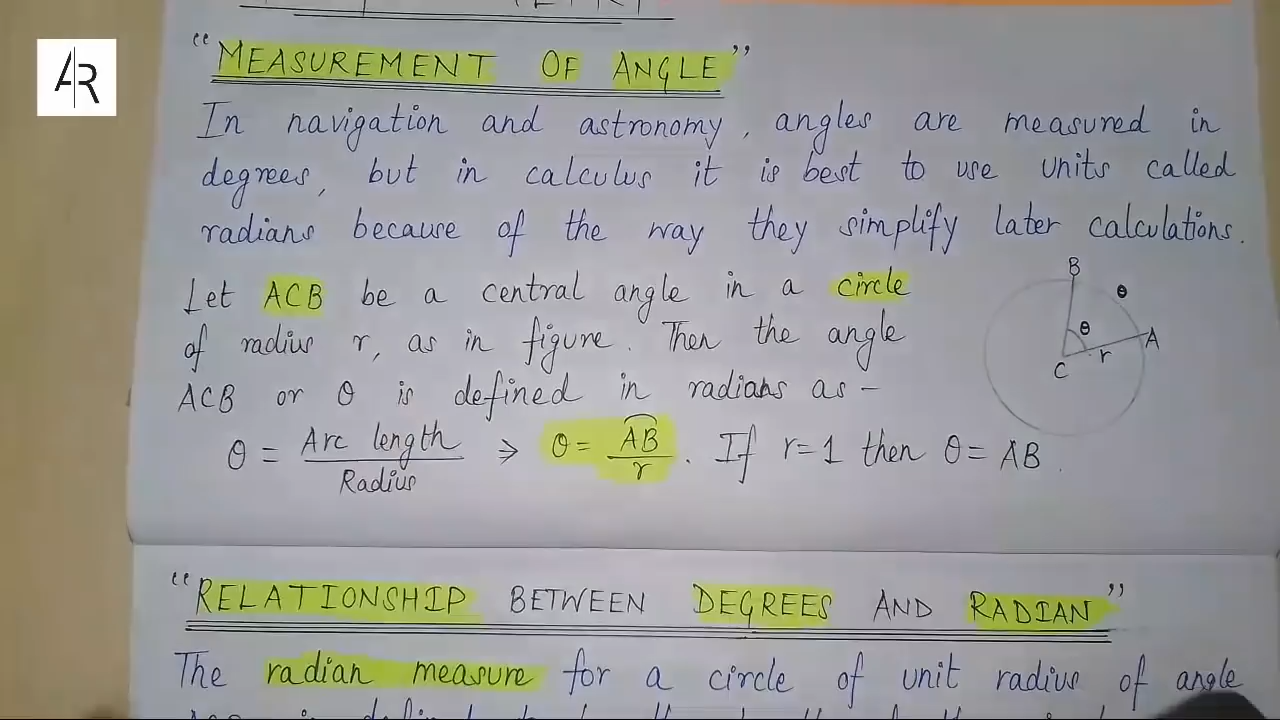 AR
"MEASUREMENT OF ANGLE"
In navigation and astronomy, angles are measured in
degrees, but in calculus it is best to use units called
radians because of the way they simplify later calculations.
Let ACB be a central angle in a circle
of radius r, as in figure. Then the angle
ACB or θ is defined in radians as –
θ = Arc length / Radius ⇒ θ = A͡B / r . If r=1 then θ = AB.
B
θ
θ
A
r
C
"RELATIONSHIP BETWEEN DEGREES AND RADIAN"
The radian measure for a circle of unit radius of angle